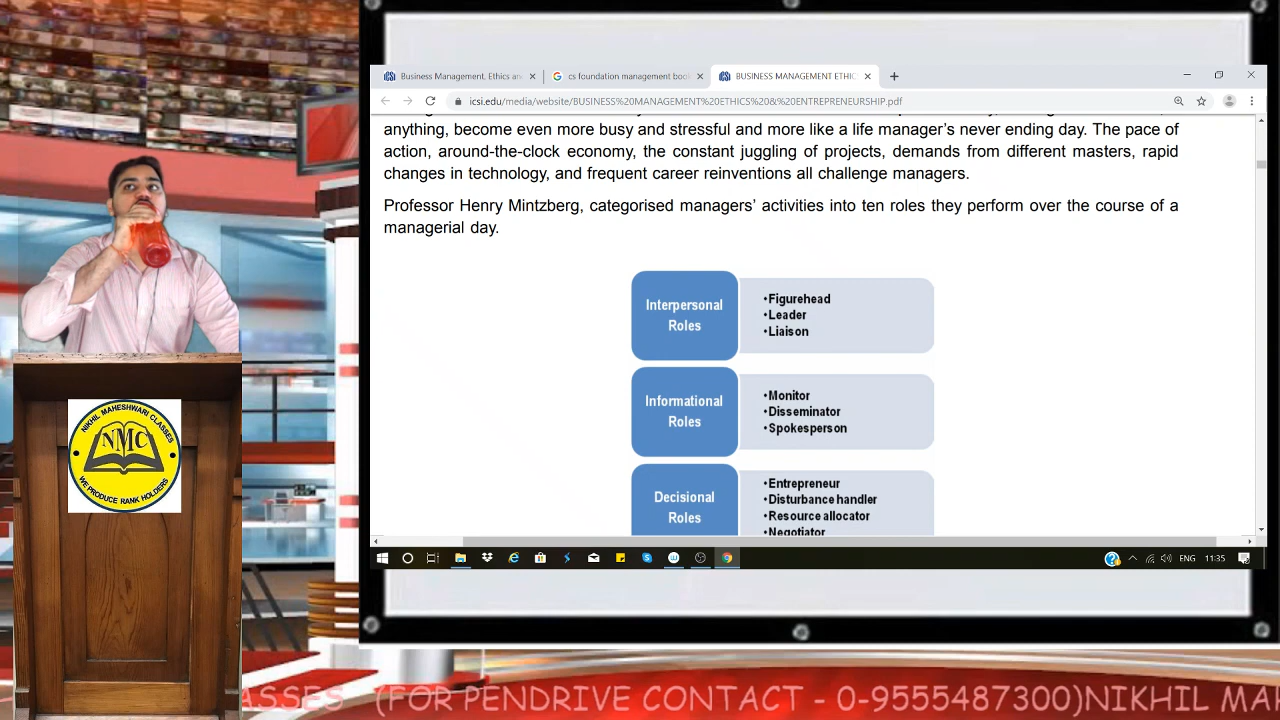 Business Management, Ethics an
cs foundation management book
BUSINESS MANAGEMENT ETHIC
icsi.edu/media/website/BUSINESS%20MANAGEMENT%20ETHICS%20&%20ENTREPRENEURSHIP.pdf
anything, become even more busy and stressful and more like a life manager's never ending day. The pace of
action, around-the-clock economy, the constant juggling of projects, demands from different masters, rapid
changes in technology, and frequent career reinventions all challenge managers.
Professor Henry Mintzberg, categorised managers' activities into ten roles they perform over the course of a
managerial day.
Interpersonal
Roles
•Figurehead
•Leader
•Liaison
Informational
Roles
•Monitor
•Disseminator
•Spokesperson
Decisional
Roles
•Entrepreneur
•Disturbance handler
•Resource allocator
•Negotiator
ENG 11:35
NIKHIL MAHESHWARI CLASSES
NMC
WE PRODUCE RANK HOLDERS
ASSES (FOR PENDRIVE CONTACT - 0-9555487300)NIKHIL MA